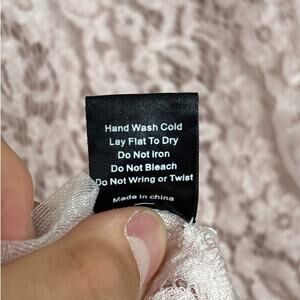 Hand Wash Cold
Lay Flat To Dry
Do Not Iron
Do Not Bleach
Do Not Wring or Twist
Made in china